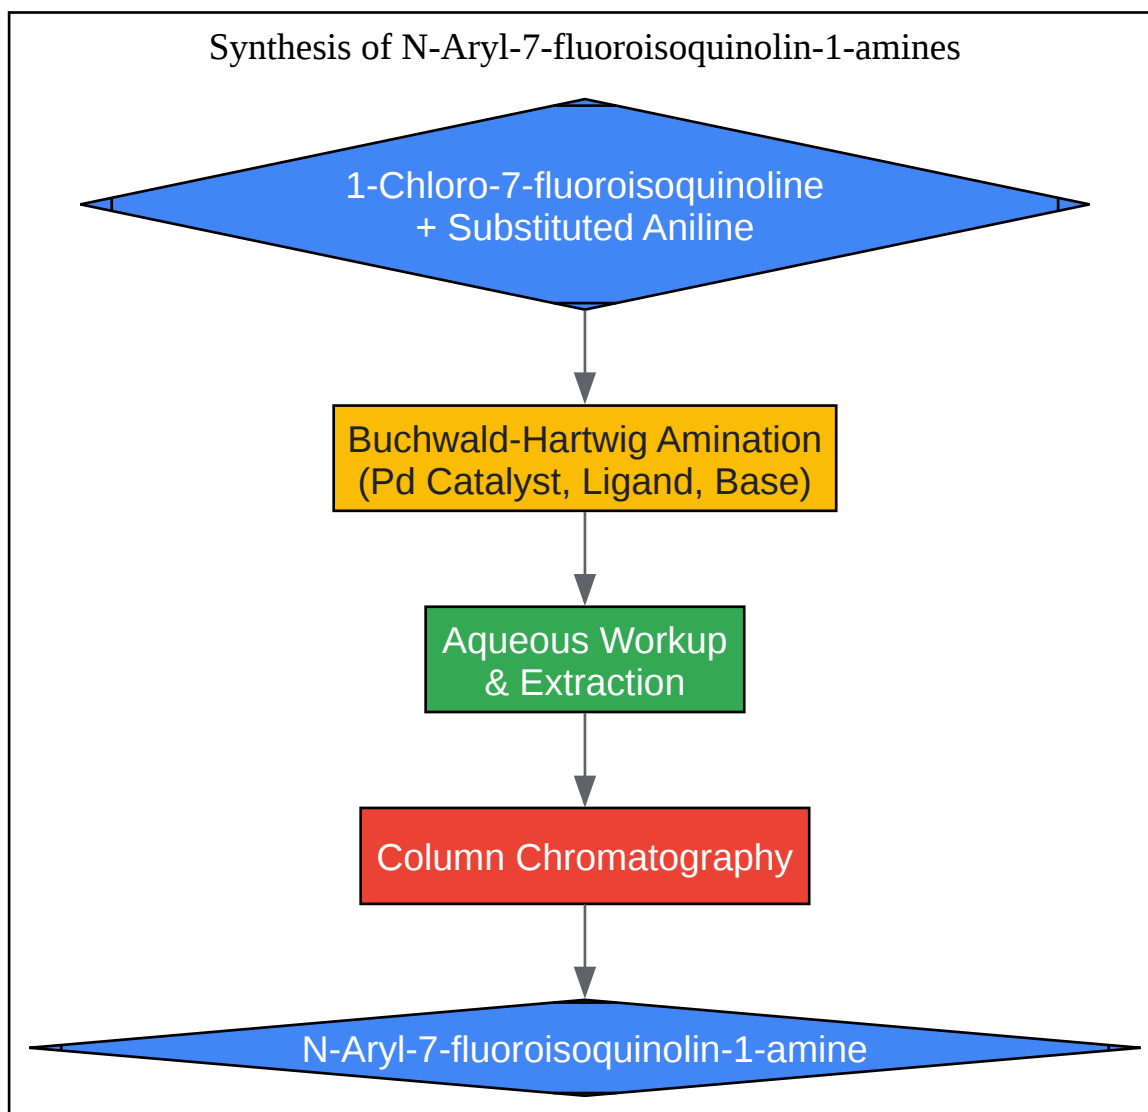 Synthesis of N-Aryl-7-fluoroisoquinolin-1-amines
1-Chloro-7-fluoroisoquinoline
+ Substituted Aniline
Buchwald-Hartwig Amination
(Pd Catalyst, Ligand, Base)
Aqueous Workup
& Extraction
Column Chromatography
N-Aryl-7-fluoroisoquinolin-1-amine